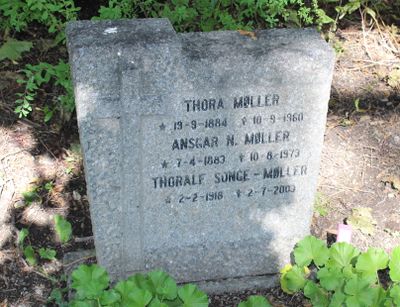 THORA MØLLER
* 19-9-1884 ✝ 10-9-1960
ANSGAR N. MØLLER
* 7-4-1883 ✝ 10-8-1973
THORALF SONGE-MØLLER
* 2-2-1918 ✝ 2-7-2003